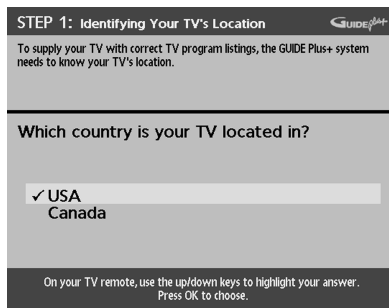 STEP 1: Identifying Your TV's Location
GUIDE Plus+
To supply your TV with correct TV program listings, the GUIDE Plus+ system
needs to know your TV's location.
Which country is your TV located in?
✓ USA
Canada
On your TV remote, use the up/down keys to highlight your answer.
Press OK to choose.